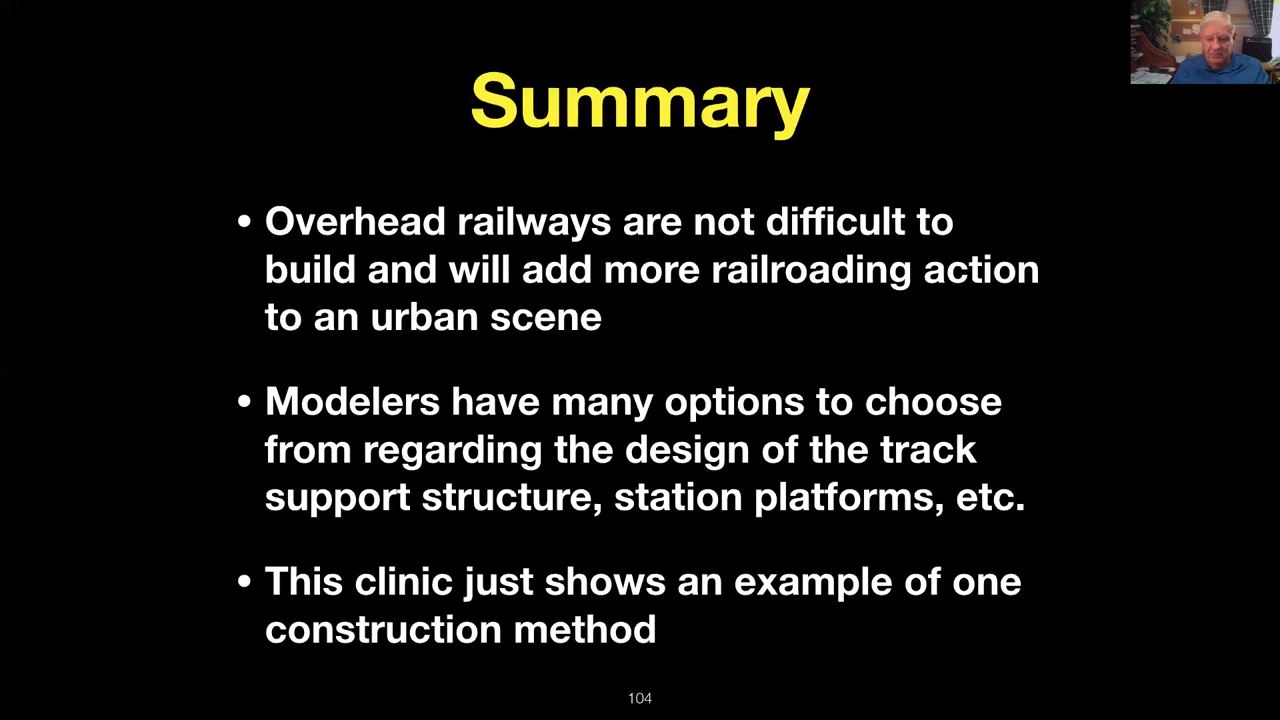 Summary
• Overhead railways are not difficult to
build and will add more railroading action
to an urban scene
• Modelers have many options to choose
from regarding the design of the track
support structure, station platforms, etc.
• This clinic just shows an example of one
construction method
104